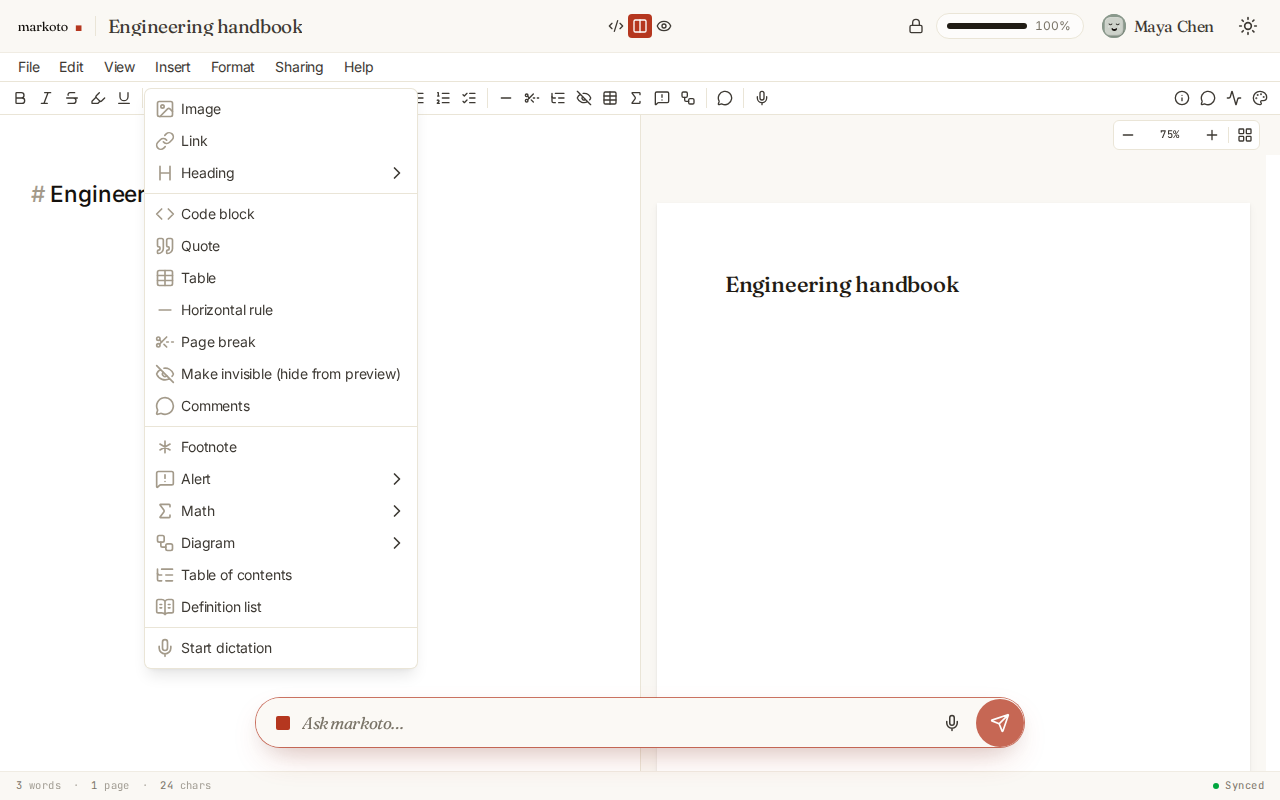 markoto
Engineering handbook
100%
Maya Chen
File Edit View Insert Format Sharing Help
75%
# Engineer
Image
Link
Heading
Code block
Quote
Table
Horizontal rule
Page break
Make invisible (hide from preview)
Comments
Footnote
Alert
Math
Diagram
Table of contents
Definition list
Start dictation
Engineering handbook
Ask markoto...
3 words · 1 page · 24 chars
Synced